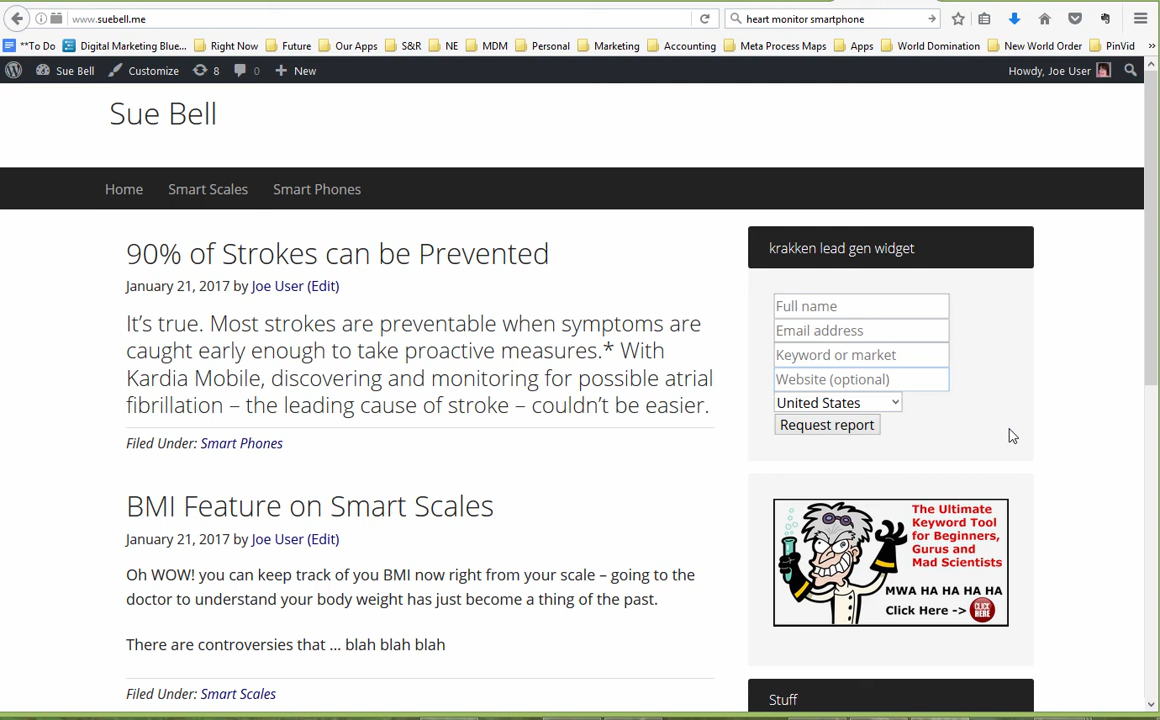 www.suebell.me
heart monitor smartphone
**To Do
Digital Marketing Blue...
Right Now
Future
Our Apps
S&R
NE
MDM
Personal
Marketing
Accounting
Meta Process Maps
Apps
World Domination
New World Order
PinVid
Sue Bell
Customize
8
0
New
Howdy, Joe User
Sue Bell
Home
Smart Scales
Smart Phones
90% of Strokes can be Prevented
January 21, 2017 by Joe User (Edit)
It’s true. Most strokes are preventable when symptoms are
caught early enough to take proactive measures.* With
Kardia Mobile, discovering and monitoring for possible atrial
fibrillation – the leading cause of stroke – couldn’t be easier.
Filed Under: Smart Phones
BMI Feature on Smart Scales
January 21, 2017 by Joe User (Edit)
Oh WOW! you can keep track of you BMI now right from your scale – going to the
doctor to understand your body weight has just become a thing of the past.
There are controversies that … blah blah blah
Filed Under: Smart Scales
krakken lead gen widget
Full name
Email address
Keyword or market
Website (optional)
United States
Request report
The Ultimate
Keyword Tool
for Beginners,
Gurus and
Mad Scientists
MWA HA HA HA HA
Click Here ->
CLICK
HERE
Stuff